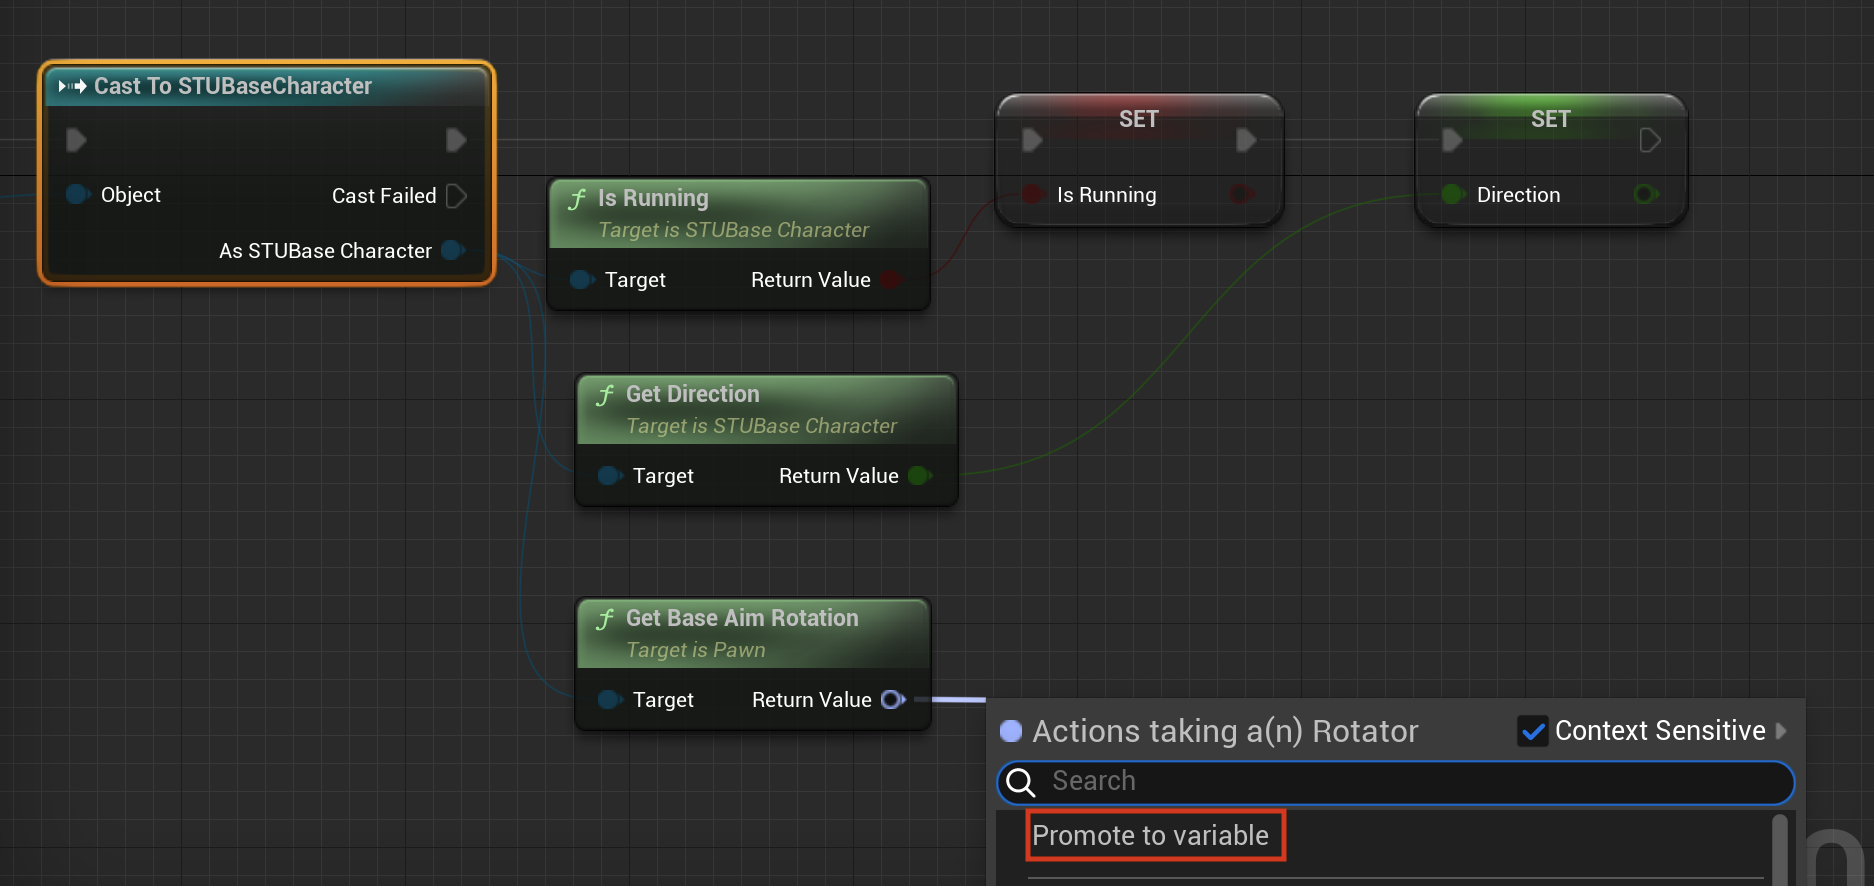 Cast To STUBaseCharacter
Object
Cast Failed
As STUBase Character
f Is Running
Target is STUBase Character
Target
Return Value
SET
Is Running
SET
Direction
f Get Direction
Target is STUBase Character
Target
Return Value
f Get Base Aim Rotation
Target is Pawn
Target
Return Value
Actions taking a(n) Rotator
Context Sensitive
Search
Promote to variable